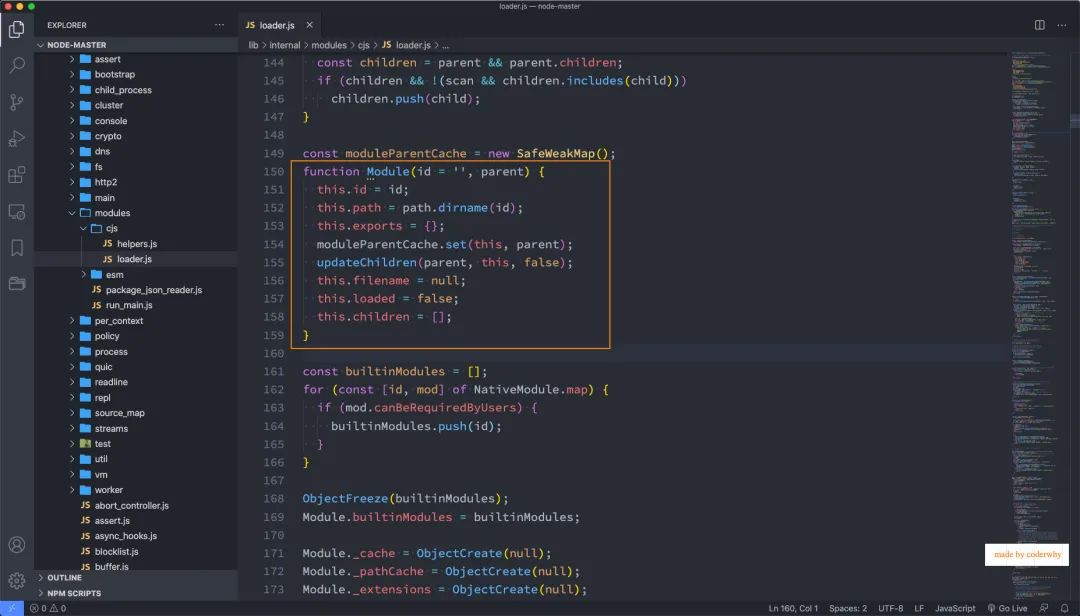 loader.js — node-master
EXPLORER
NODE-MASTER
assert
bootstrap
child_process
cluster
console
crypto
dns
fs
http2
main
modules
cjs
JS helpers.js
JS loader.js
esm
JS package_json_reader.js
JS run_main.js
per_context
policy
process
quic
readline
repl
source_map
streams
test
util
vm
worker
JS abort_controller.js
JS assert.js
JS async_hooks.js
JS blocklist.js
JS buffer.js
OUTLINE
NPM SCRIPTS
JS loader.js
lib > internal > modules > cjs > JS loader.js > ...
144 const children = parent && parent.children;
145 if (children && !(scan && children.includes(child)))
146 children.push(child);
147 }
148
149 const moduleParentCache = new SafeWeakMap();
150 function Module(id = '', parent) {
151 this.id = id;
152 this.path = path.dirname(id);
153 this.exports = {};
154 moduleParentCache.set(this, parent);
155 updateChildren(parent, this, false);
156 this.filename = null;
157 this.loaded = false;
158 this.children = [];
159 }
160
161 const builtinModules = [];
162 for (const [id, mod] of NativeModule.map) {
163 if (mod.canBeRequiredByUsers) {
164 builtinModules.push(id);
165 }
166 }
167
168 ObjectFreeze(builtinModules);
169 Module.builtinModules = builtinModules;
170
171 Module._cache = ObjectCreate(null);
172 Module._pathCache = ObjectCreate(null);
173 Module._extensions = ObjectCreate(null);
made by coderwhy
0 0
Ln 160, Col 1 Spaces: 2 UTF-8 LF JavaScript Go Live